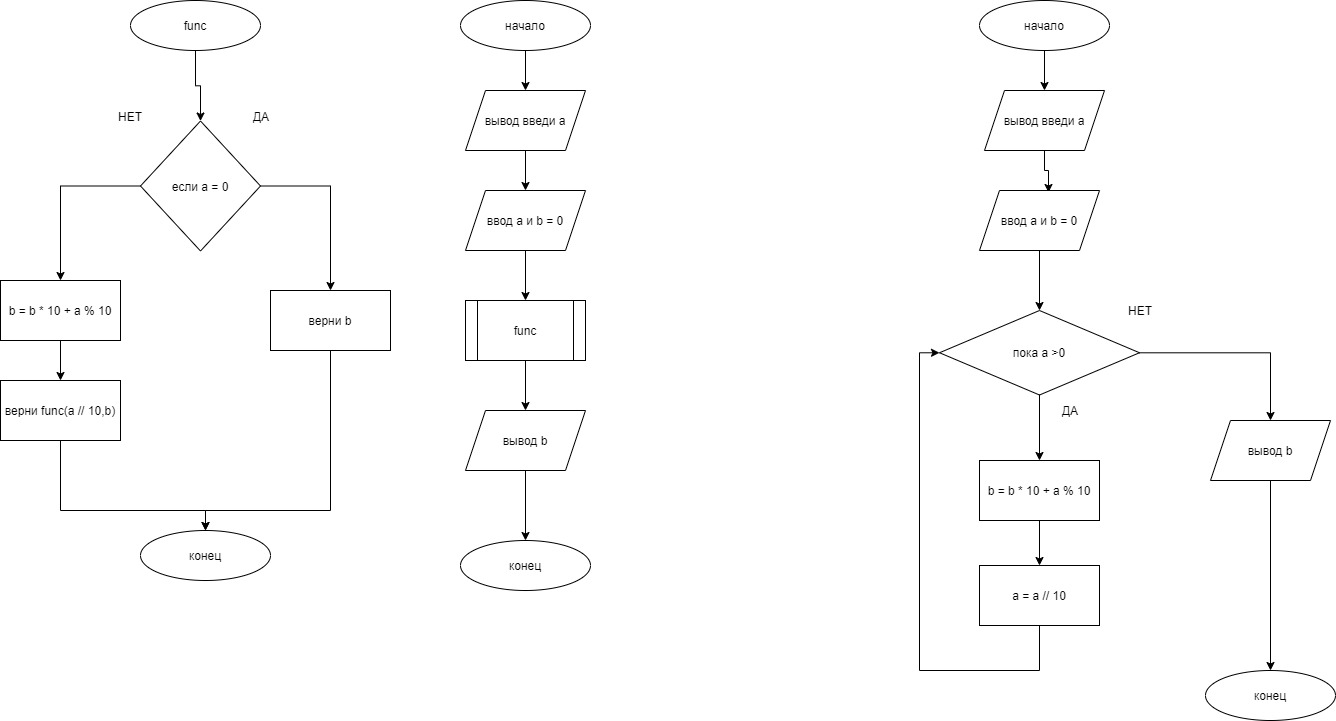 func
НЕТ
ДА
если a = 0
b = b * 10 + a % 10
верни b
верни func(a // 10,b)
конец
начало
вывод введи a
ввод a и b = 0
func
вывод b
конец
начало
вывод введи a
ввод a и b = 0
пока a >0
НЕТ
ДА
вывод b
b = b * 10 + a % 10
a = a // 10
конец